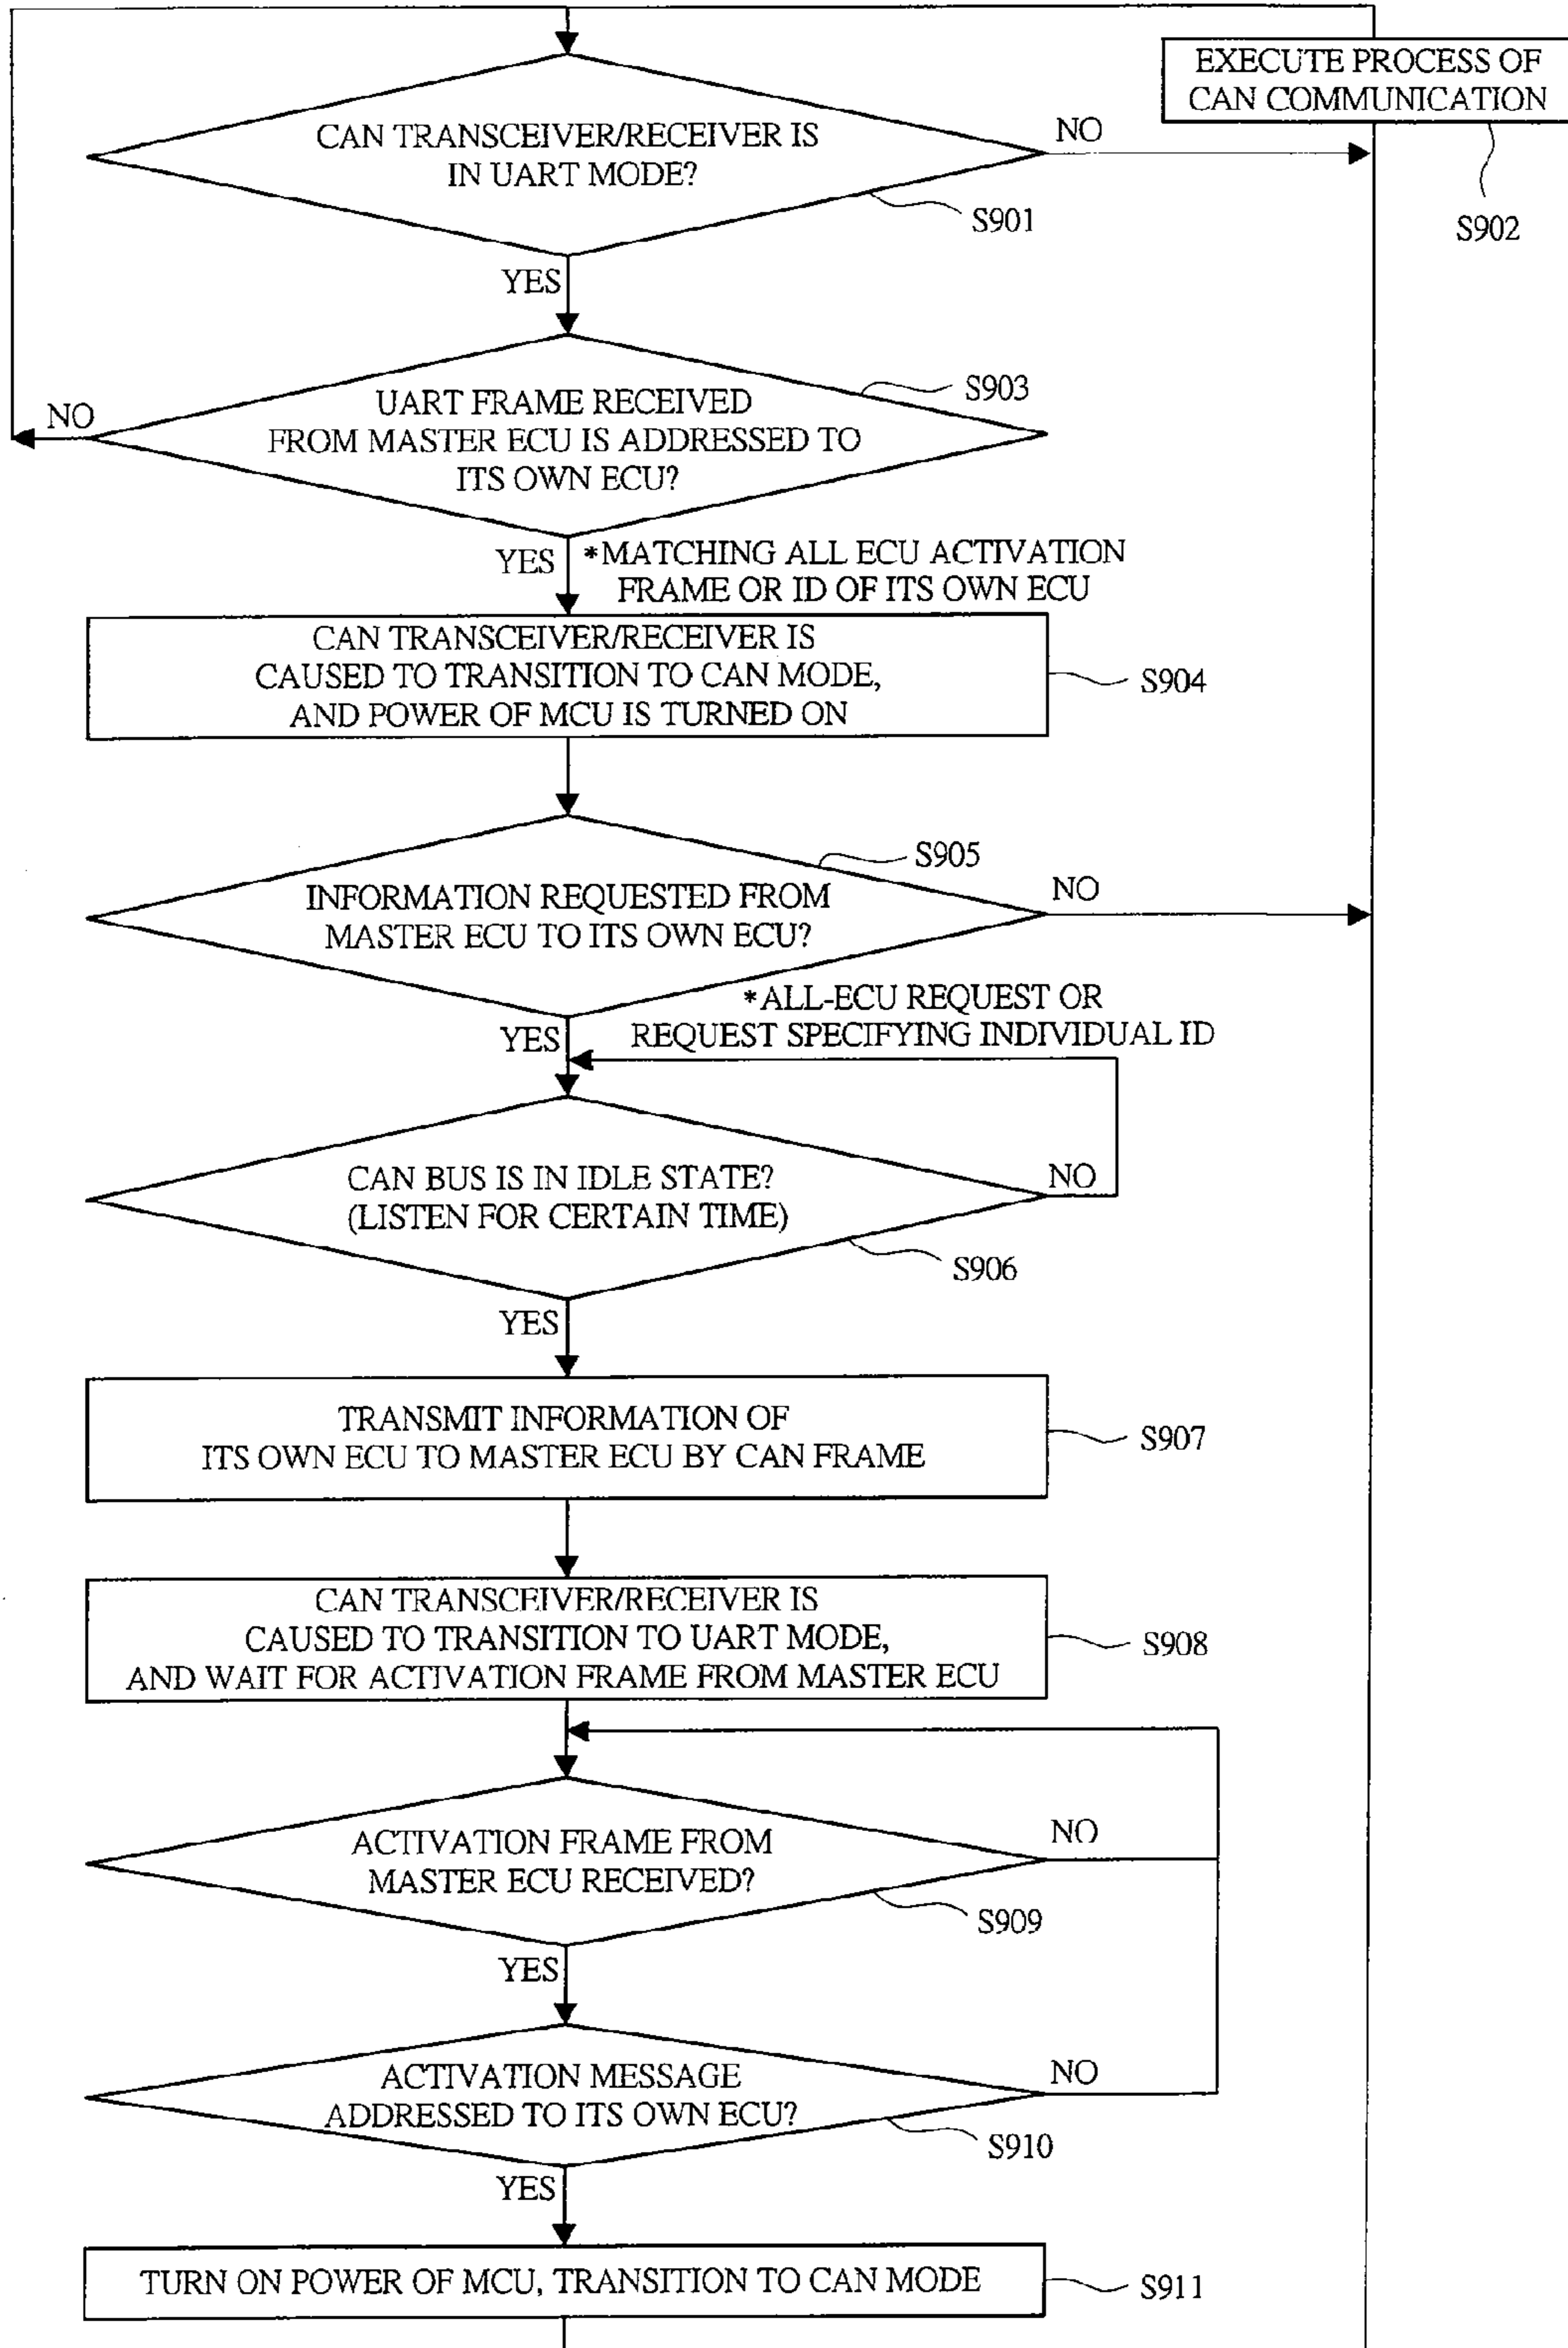 EXECUTE PROCESS OF
CAN COMMUNICATION
S902
CAN TRANSCEIVER/RECEIVER IS
IN UART MODE?
NO
S901
YES
S903
UART FRAME RECEIVED
FROM MASTER ECU IS ADDRESSED TO
ITS OWN ECU?
NO
YES
*MATCHING ALL ECU ACTIVATION
FRAME OR ID OF ITS OWN ECU
CAN TRANSCEIVER/RECEIVER IS
CAUSED TO TRANSITION TO CAN MODE,
AND POWER OF MCU IS TURNED ON
S904
S905
INFORMATION REQUESTED FROM
MASTER ECU TO ITS OWN ECU?
NO
YES
*ALL-ECU REQUEST OR
REQUEST SPECIFYING INDIVIDUAL ID
CAN BUS IS IN IDLE STATE?
(LISTEN FOR CERTAIN TIME)
NO
S906
YES
TRANSMIT INFORMATION OF
ITS OWN ECU TO MASTER ECU BY CAN FRAME
S907
CAN TRANSCEIVER/RECEIVER IS
CAUSED TO TRANSITION TO UART MODE,
AND WAIT FOR ACTIVATION FRAME FROM MASTER ECU
S908
ACTIVATION FRAME FROM
MASTER ECU RECEIVED?
NO
S909
YES
ACTIVATION MESSAGE
ADDRESSED TO ITS OWN ECU?
NO
S910
YES
TURN ON POWER OF MCU, TRANSITION TO CAN MODE
S911